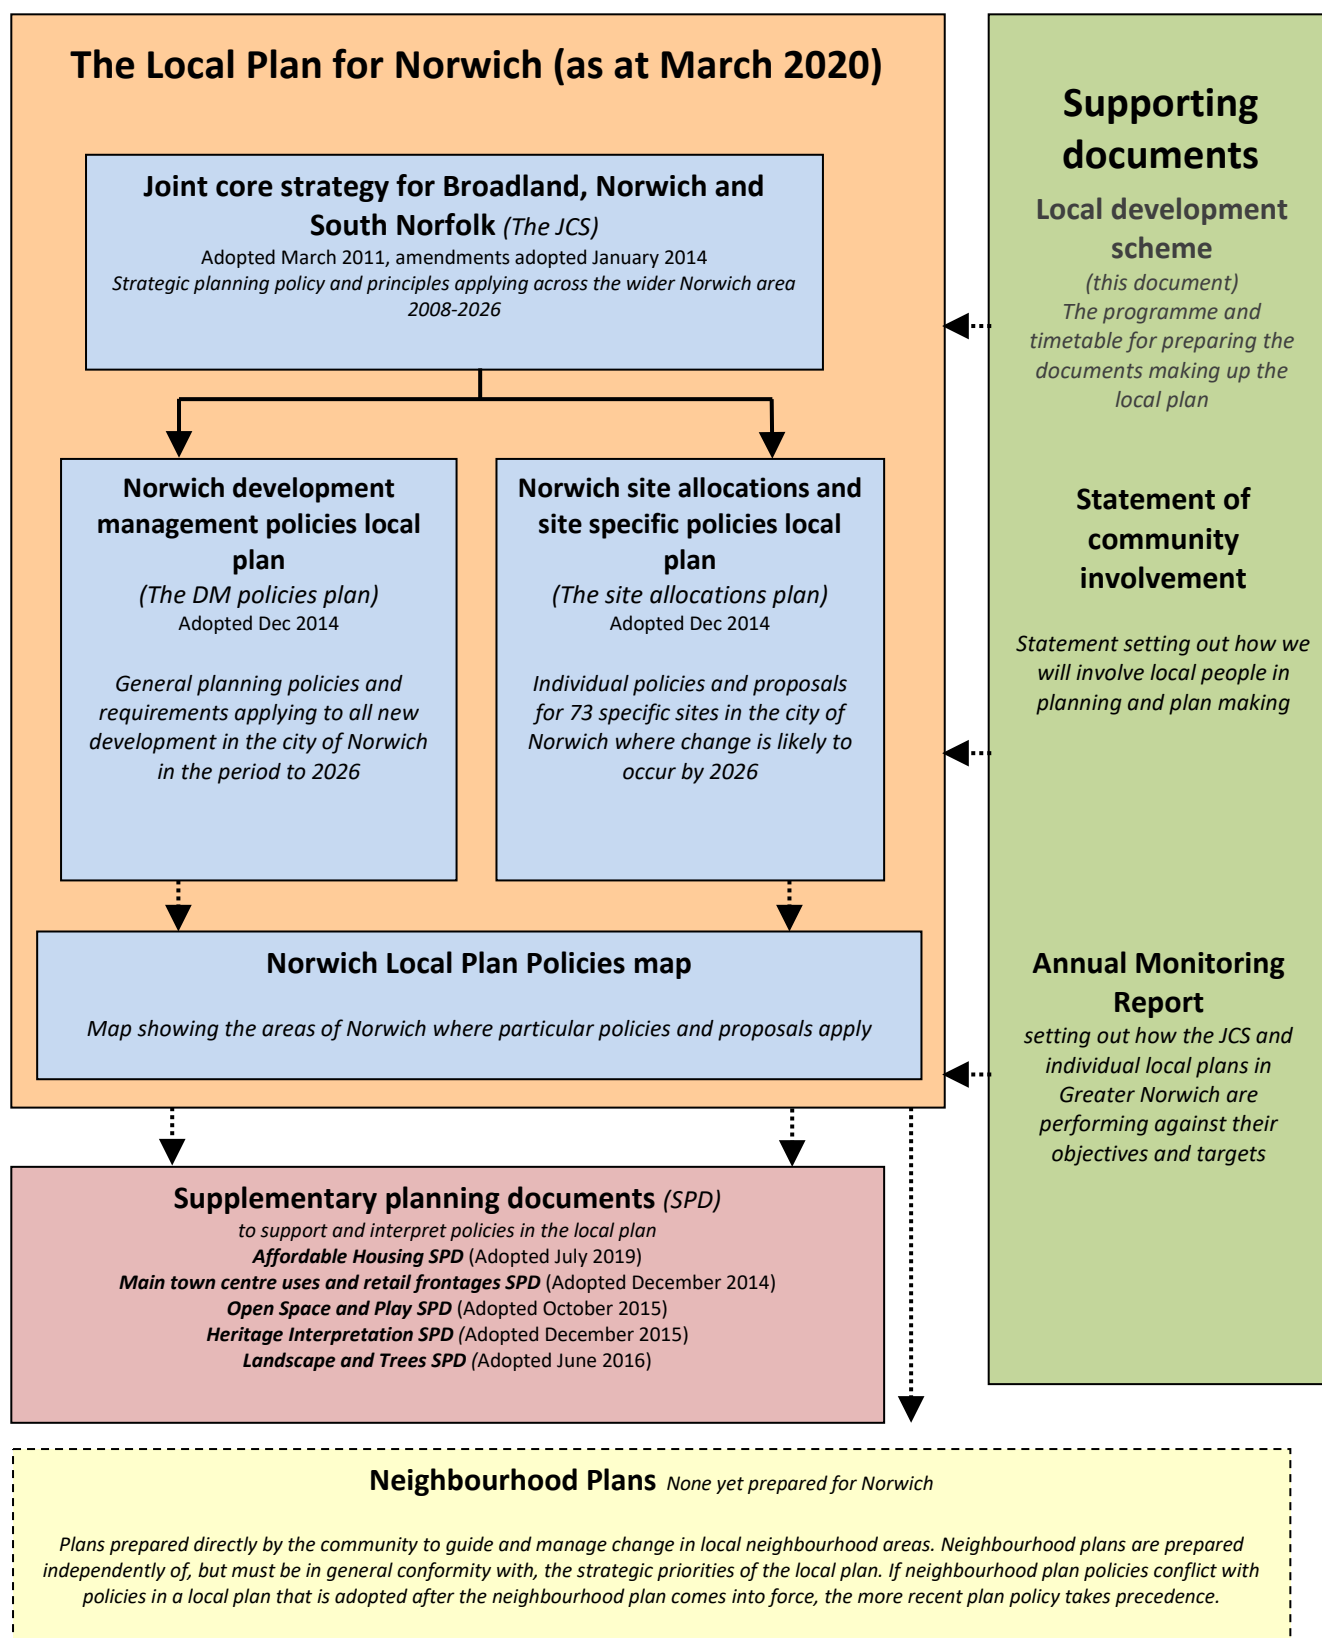 The Local Plan for Norwich (as at March 2020)
Joint core strategy for Broadland, Norwich and
South Norfolk (The JCS)
Adopted March 2011, amendments adopted January 2014
Strategic planning policy and principles applying across the wider Norwich area
2008-2026
Norwich development
management policies local
plan
(The DM policies plan)
Adopted Dec 2014
General planning policies and
requirements applying to all new
development in the city of Norwich
in the period to 2026
Norwich site allocations and
site specific policies local
plan
(The site allocations plan)
Adopted Dec 2014
Individual policies and proposals
for 73 specific sites in the city of
Norwich where change is likely to
occur by 2026
Norwich Local Plan Policies map
Map showing the areas of Norwich where particular policies and proposals apply
Supplementary planning documents (SPD)
to support and interpret policies in the local plan
Affordable Housing SPD (Adopted July 2019)
Main town centre uses and retail frontages SPD (Adopted December 2014)
Open Space and Play SPD (Adopted October 2015)
Heritage Interpretation SPD (Adopted December 2015)
Landscape and Trees SPD (Adopted June 2016)
Supporting
documents
Local development
scheme
(this document)
The programme and
timetable for preparing the
documents making up the
local plan
Statement of
community
involvement
Statement setting out how we
will involve local people in
planning and plan making
Annual Monitoring
Report
setting out how the JCS and
individual local plans in
Greater Norwich are
performing against their
objectives and targets
Neighbourhood Plans None yet prepared for Norwich
Plans prepared directly by the community to guide and manage change in local neighbourhood areas. Neighbourhood plans are prepared
independently of, but must be in general conformity with, the strategic priorities of the local plan. If neighbourhood plan policies conflict with
policies in a local plan that is adopted after the neighbourhood plan comes into force, the more recent plan policy takes precedence.